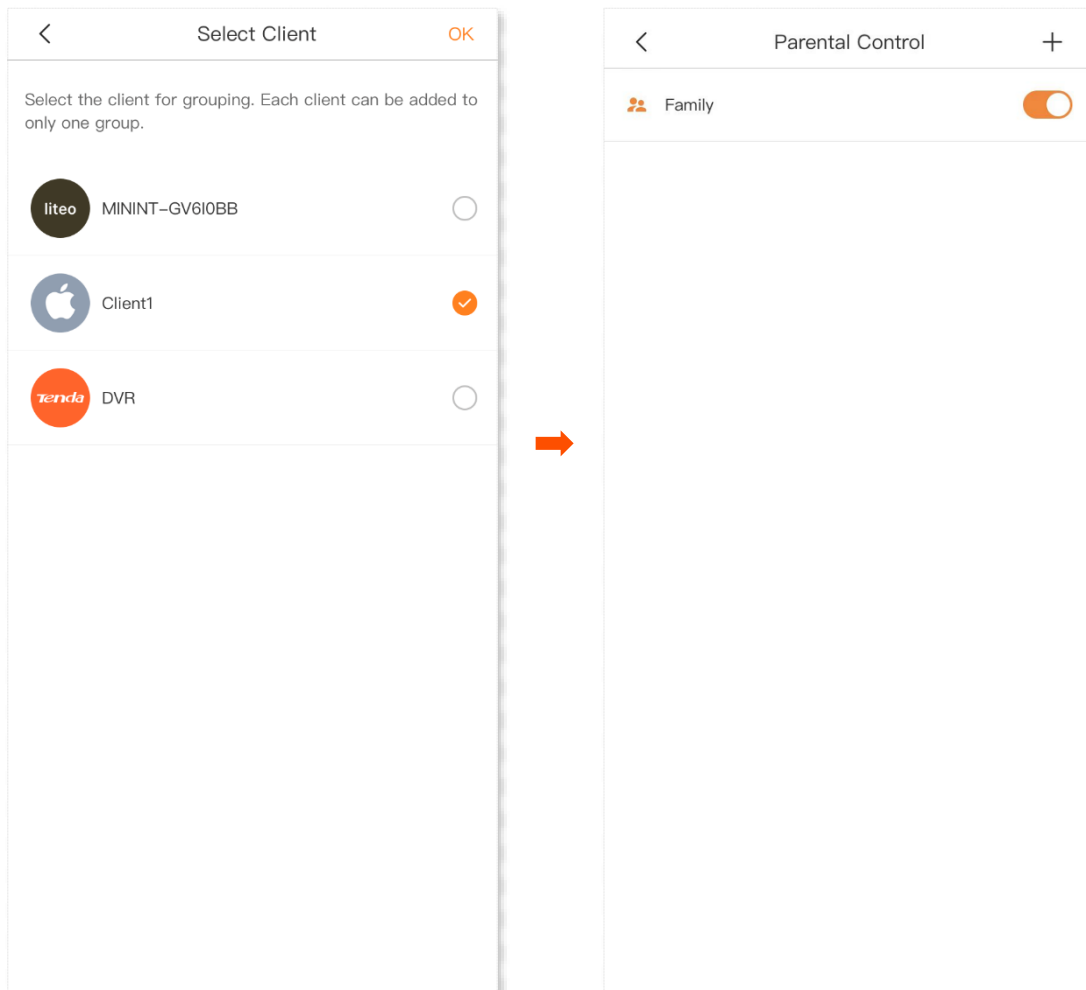 Select Client
OK
Select the client for grouping. Each client can be added to
only one group.
liteo
MININT-GV6I0BB
Client1
Tenda
DVR
Parental Control
Family